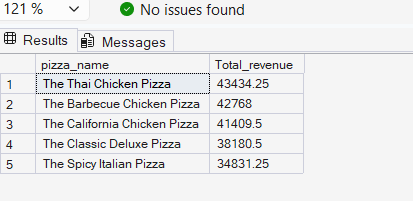 121 %
No issues found
Results Messages
pizza_name Total_revenue
1 The Thai Chicken Pizza 43434.25
2 The Barbecue Chicken Pizza 42768
3 The California Chicken Pizza 41409.5
4 The Classic Deluxe Pizza 38180.5
5 The Spicy Italian Pizza 34831.25